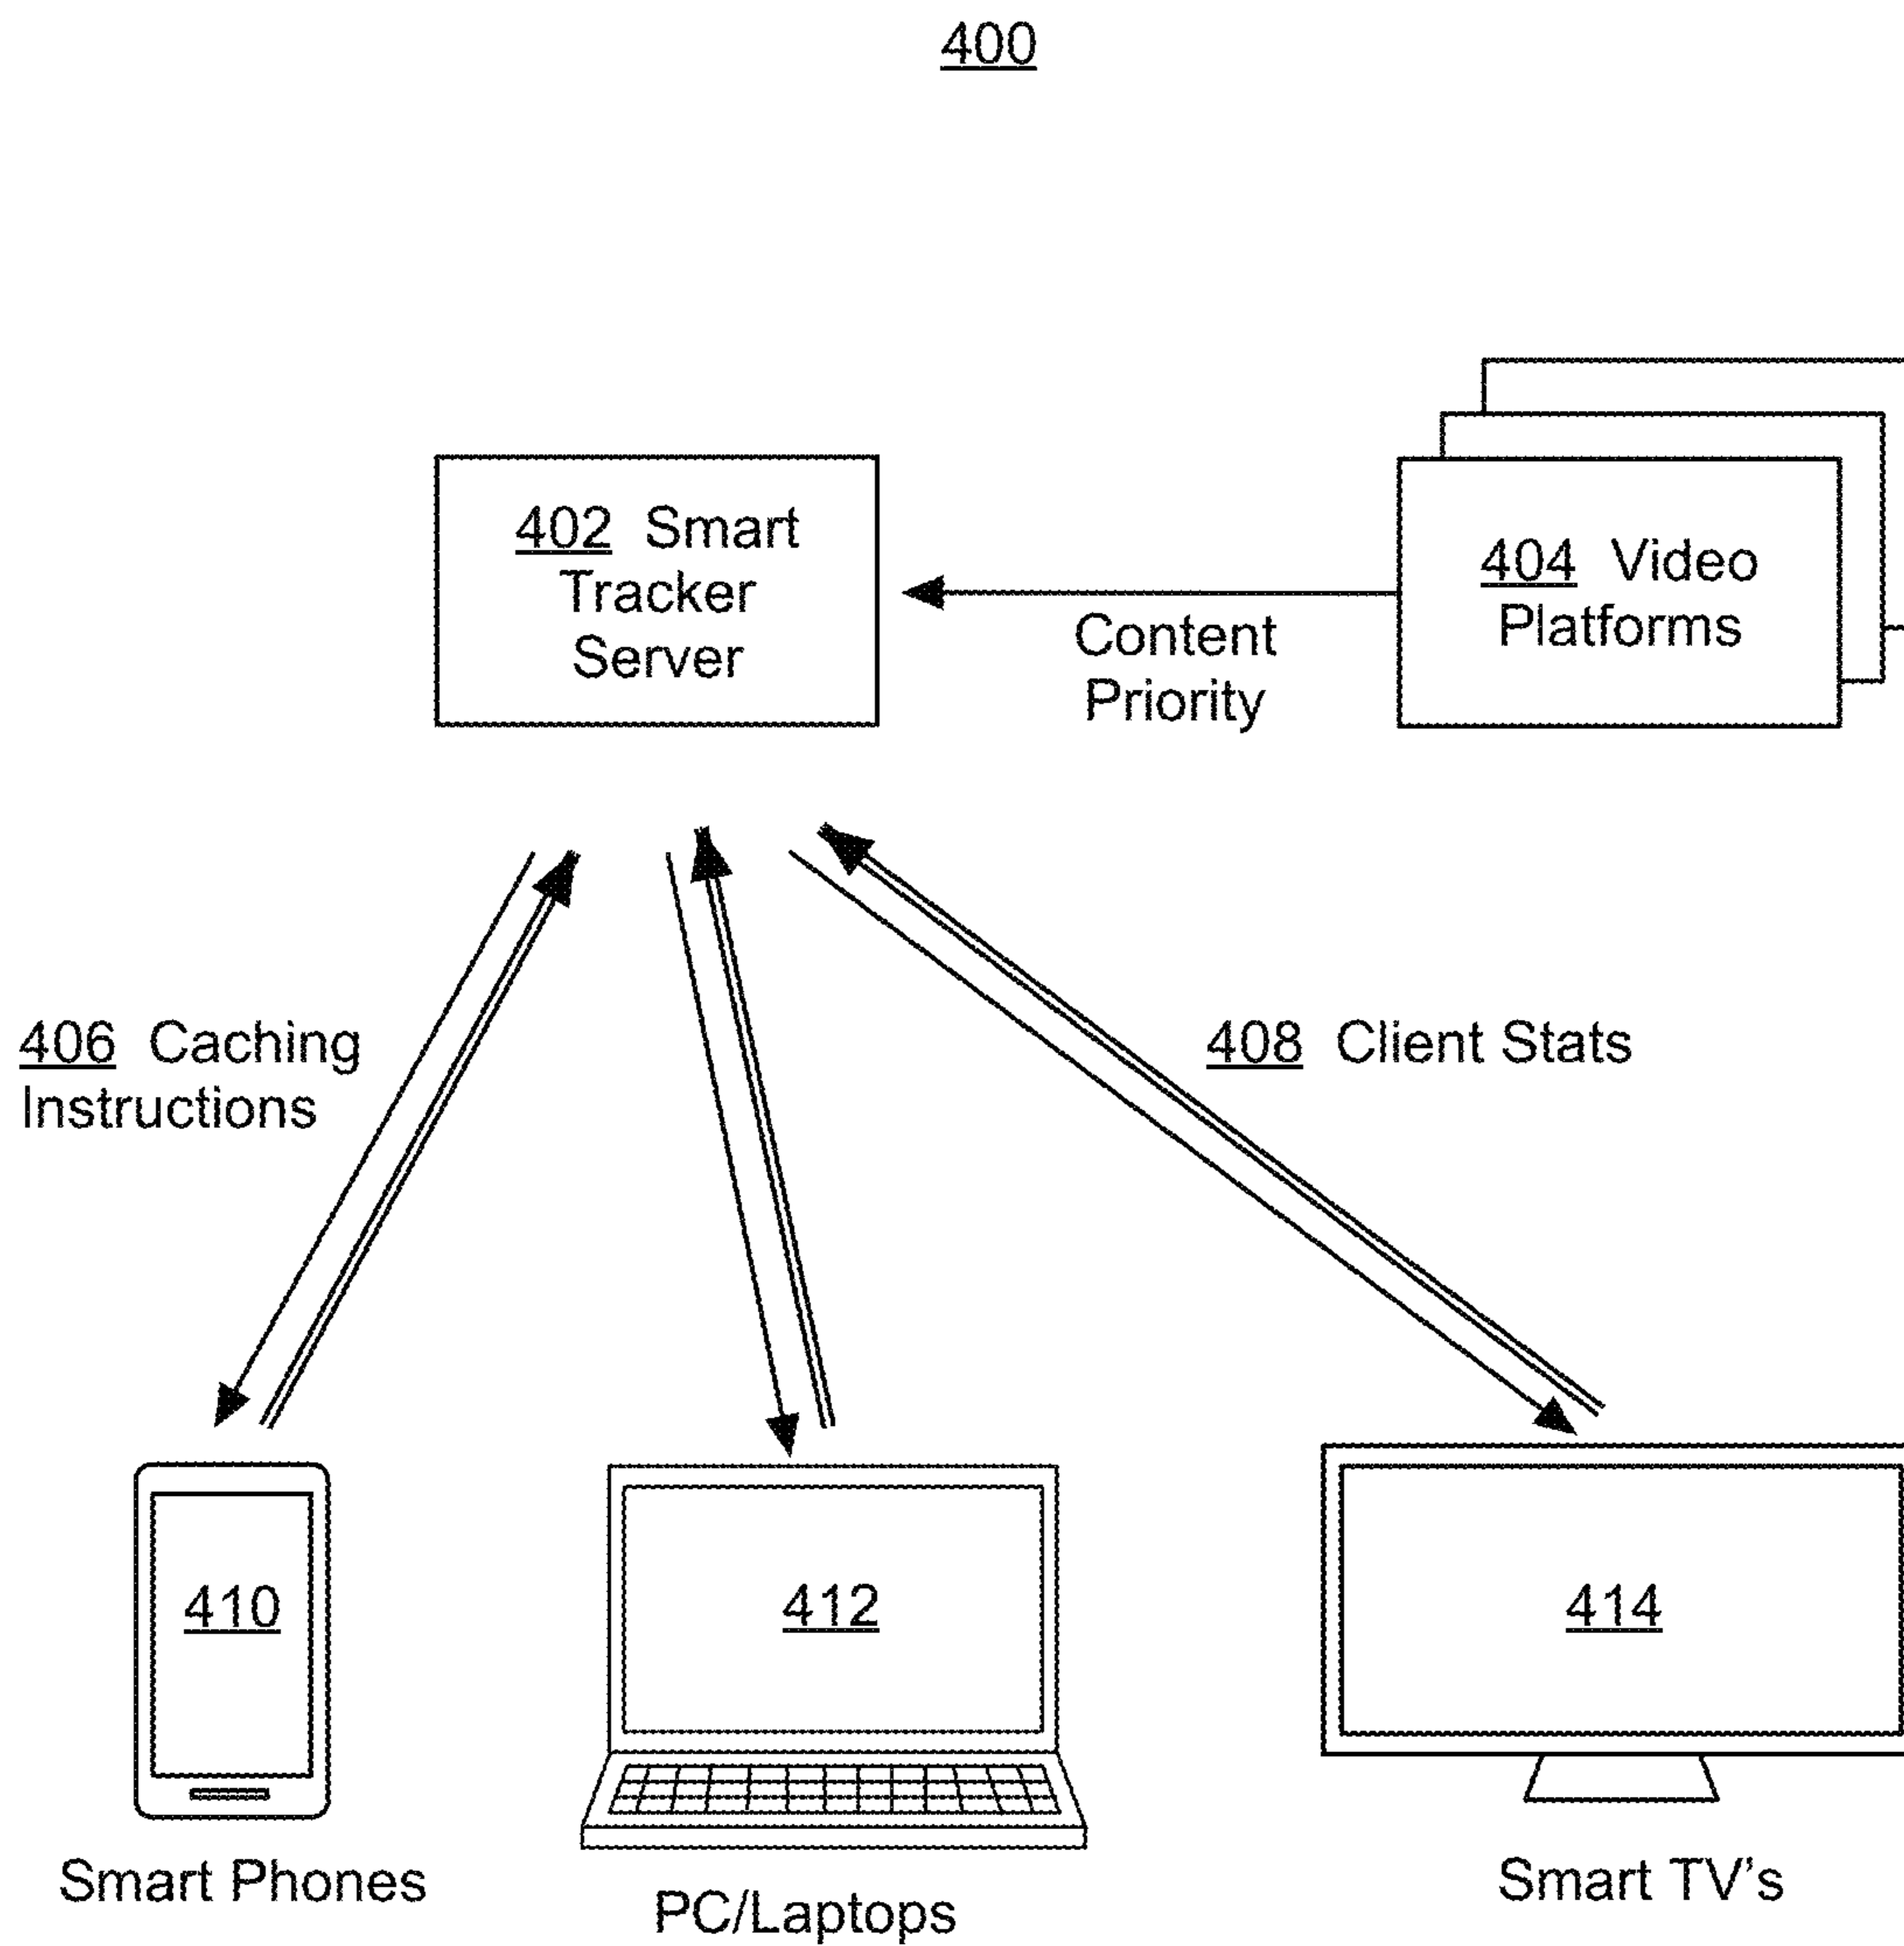 400
402 Smart
Tracker
Server
404 Video
Platforms
Content
Priority
406 Caching
Instructions
408 Client Stats
410
412
414
Smart Phones
PC/Laptops
Smart TV's